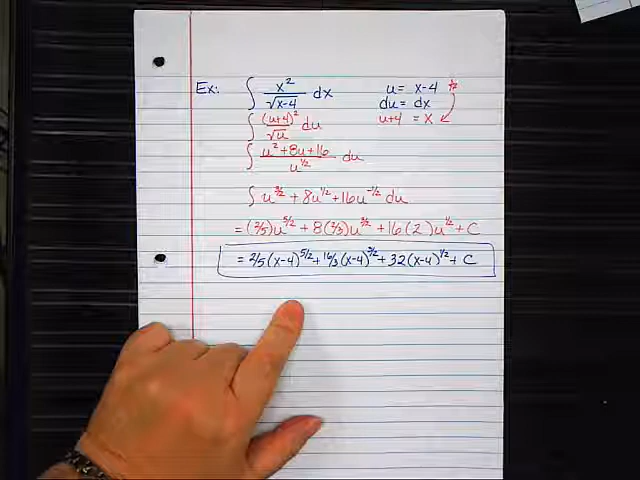 Ex: ∫ x²/√(x-4) dx   u = x-4
du = dx
∫ (u+4)²/√u du   u+4 = x
∫ (u²+8u+16)/u^(1/2) du
∫ u^(3/2) + 8u^(1/2) + 16u^(-1/2) du
= (2/5)u^(5/2) + 8(2/3)u^(3/2) + 16(2)u^(1/2) + C
= 2/5(x-4)^(5/2) + 16/3(x-4)^(3/2) + 32(x-4)^(1/2) + C